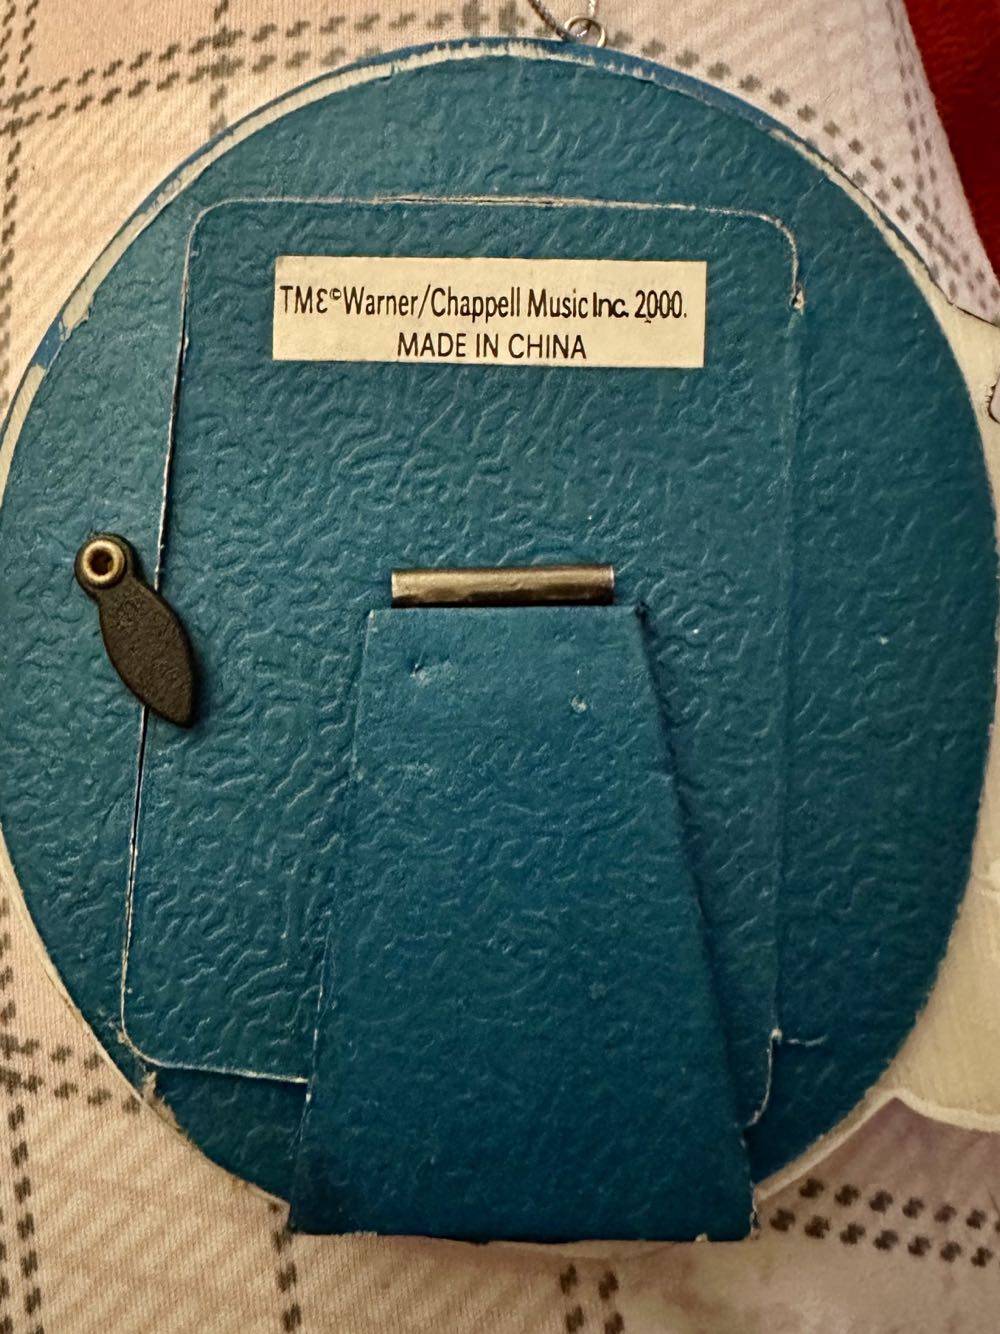 TM&©Warner/Chappell Music Inc. 2000.
MADE IN CHINA